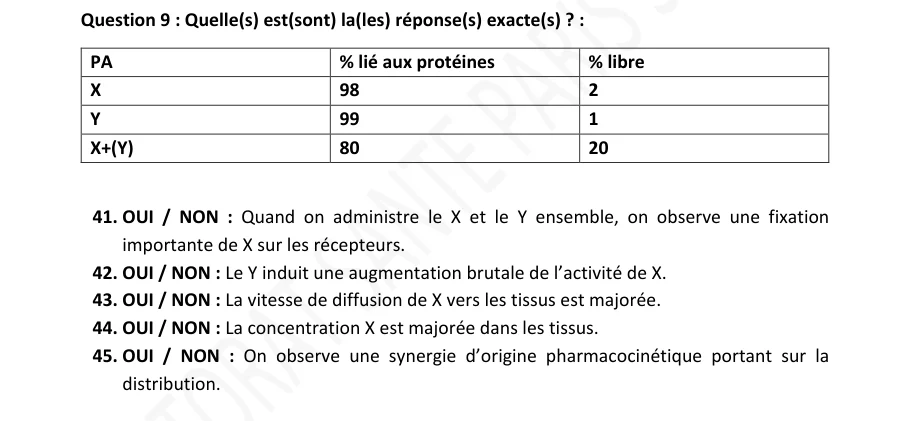 Question 9 : Quelle(s) est(sont) la(les) réponse(s) exacte(s) ? :
PA % lié aux protéines % libre
X 98 2
Y 99 1
X+(Y) 80 20
41. OUI / NON : Quand on administre le X et le Y ensemble, on observe une fixation
importante de X sur les récepteurs.
42. OUI / NON : Le Y induit une augmentation brutale de l’activité de X.
43. OUI / NON : La vitesse de diffusion de X vers les tissus est majorée.
44. OUI / NON : La concentration X est majorée dans les tissus.
45. OUI / NON : On observe une synergie d’origine pharmacocinétique portant sur la
distribution.